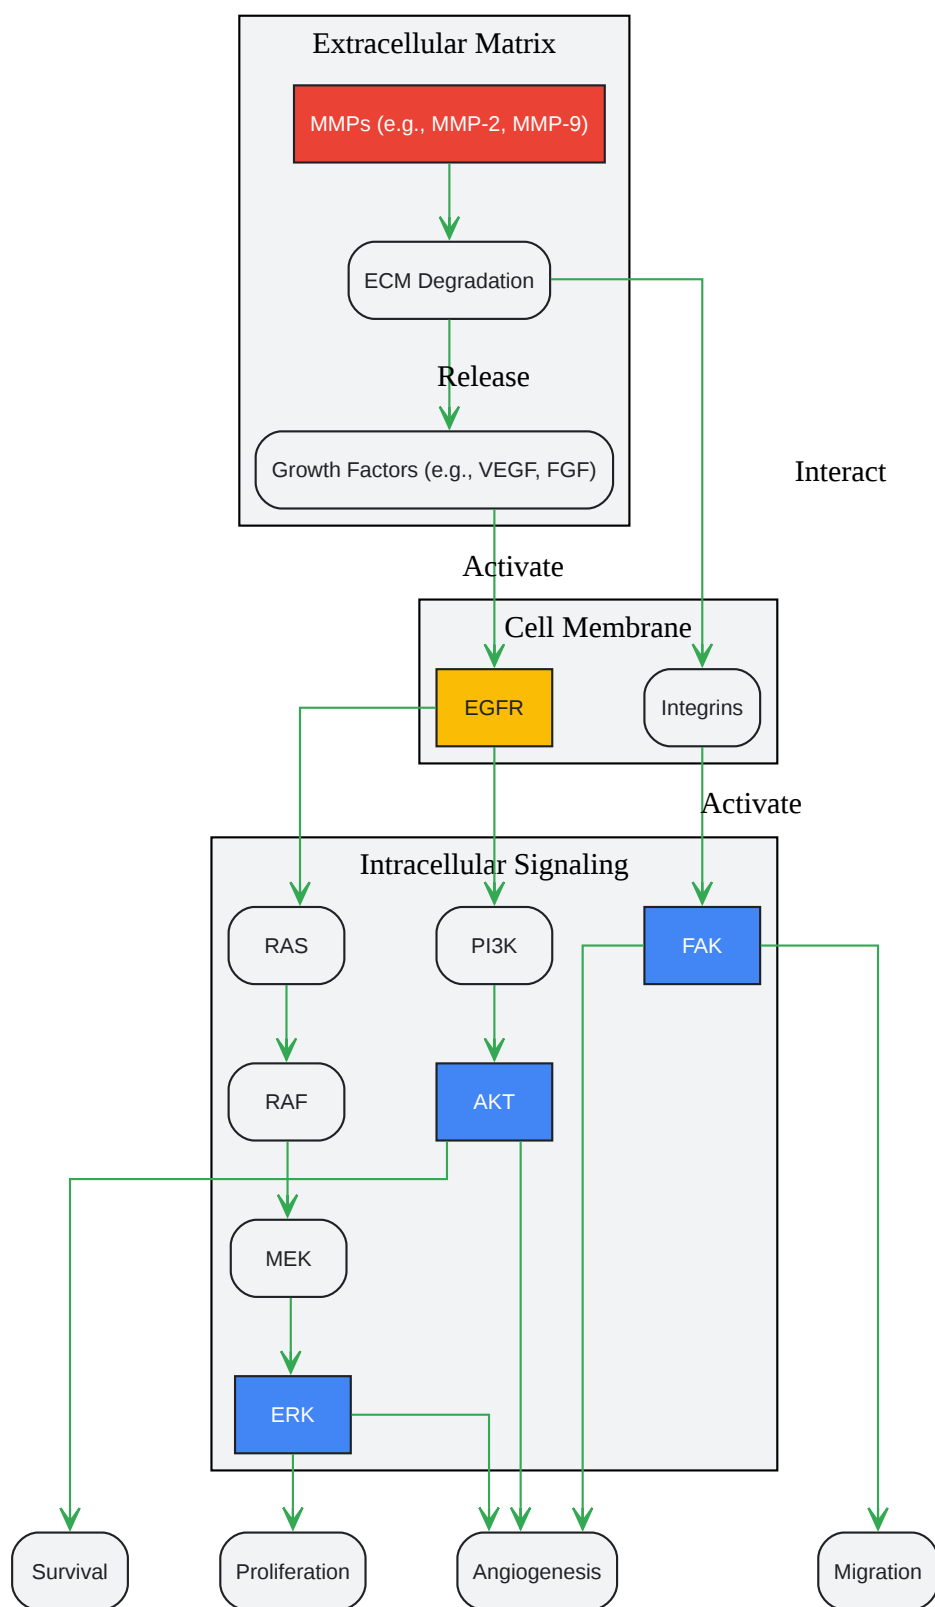 Extracellular Matrix
MMPs (e.g., MMP-2, MMP-9)
ECM Degradation
Release
Growth Factors (e.g., VEGF, FGF)
Interact
Activate
Cell Membrane
EGFR
Integrins
Activate
Intracellular Signaling
RAS
PI3K
FAK
RAF
AKT
MEK
ERK
Survival
Proliferation
Angiogenesis
Migration